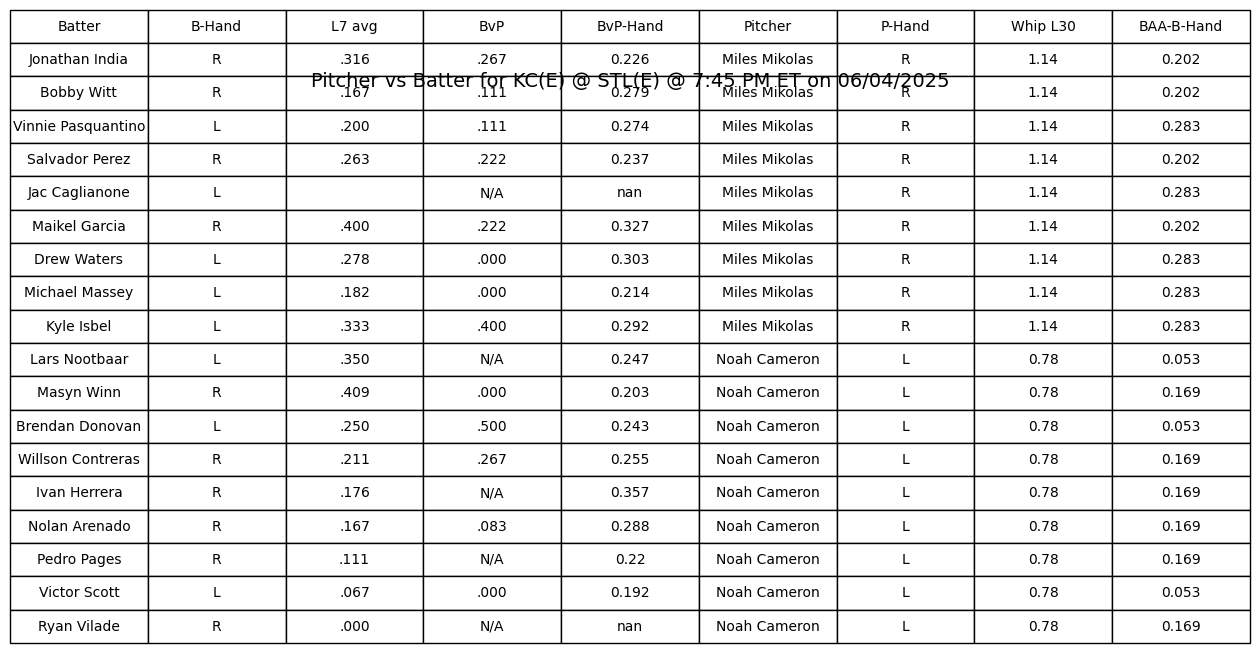 Batter B-Hand L7 avg BvP BvP-Hand Pitcher P-Hand Whip L30 BAA-B-Hand
Jonathan India R .316 .267 0.226 Miles Mikolas R 1.14 0.202
Pitcher vs Batter for KC(E) @ STL(E) @ 7:45 PM ET on 06/04/2025
Bobby Witt R .167 .111 0.279 Miles Mikolas R 1.14 0.202
Vinnie Pasquantino L .200 .111 0.274 Miles Mikolas R 1.14 0.283
Salvador Perez R .263 .222 0.237 Miles Mikolas R 1.14 0.202
Jac Caglianone L N/A nan Miles Mikolas R 1.14 0.283
Maikel Garcia R .400 .222 0.327 Miles Mikolas R 1.14 0.202
Drew Waters L .278 .000 0.303 Miles Mikolas R 1.14 0.283
Michael Massey L .182 .000 0.214 Miles Mikolas R 1.14 0.283
Kyle Isbel L .333 .400 0.292 Miles Mikolas R 1.14 0.283
Lars Nootbaar L .350 N/A 0.247 Noah Cameron L 0.78 0.053
Masyn Winn R .409 .000 0.203 Noah Cameron L 0.78 0.169
Brendan Donovan L .250 .500 0.243 Noah Cameron L 0.78 0.053
Willson Contreras R .211 .267 0.255 Noah Cameron L 0.78 0.169
Ivan Herrera R .176 N/A 0.357 Noah Cameron L 0.78 0.169
Nolan Arenado R .167 .083 0.288 Noah Cameron L 0.78 0.169
Pedro Pages R .111 N/A 0.22 Noah Cameron L 0.78 0.169
Victor Scott L .067 .000 0.192 Noah Cameron L 0.78 0.053
Ryan Vilade R .000 N/A nan Noah Cameron L 0.78 0.169